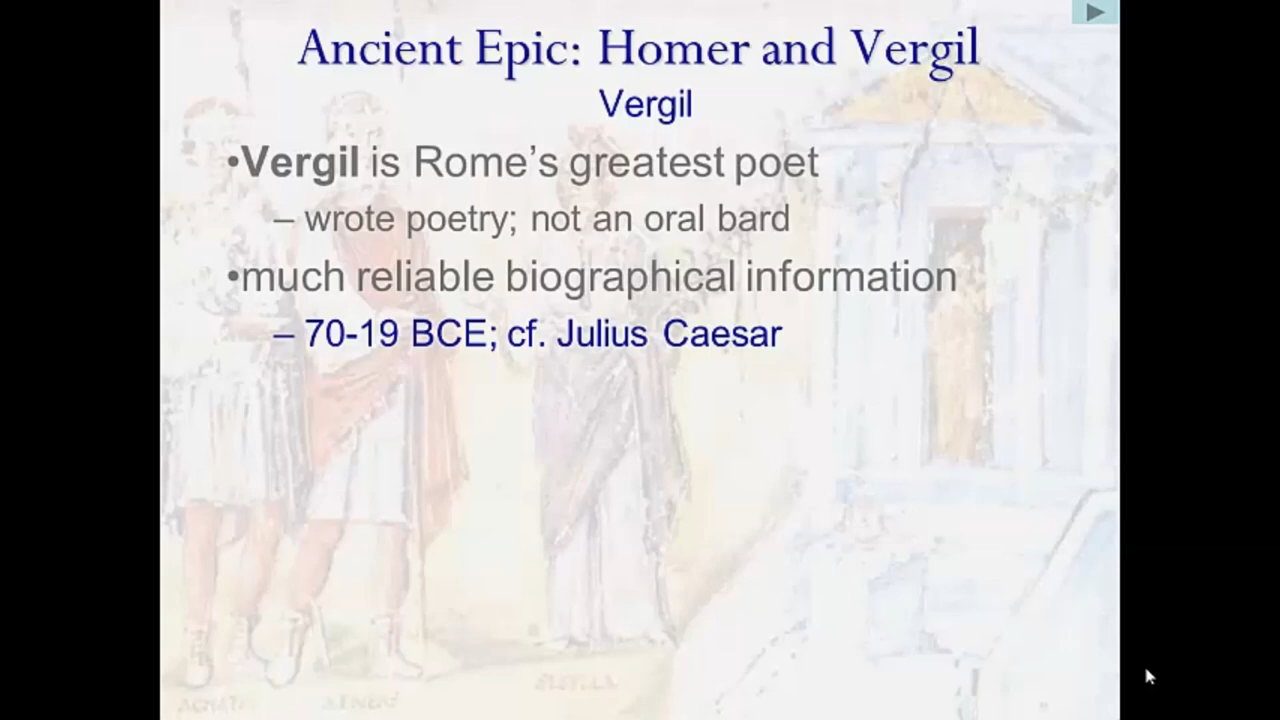 Ancient Epic: Homer and Vergil
Vergil
•Vergil is Rome’s greatest poet
– wrote poetry; not an oral bard
•much reliable biographical information
– 70-19 BCE; cf. Julius Caesar